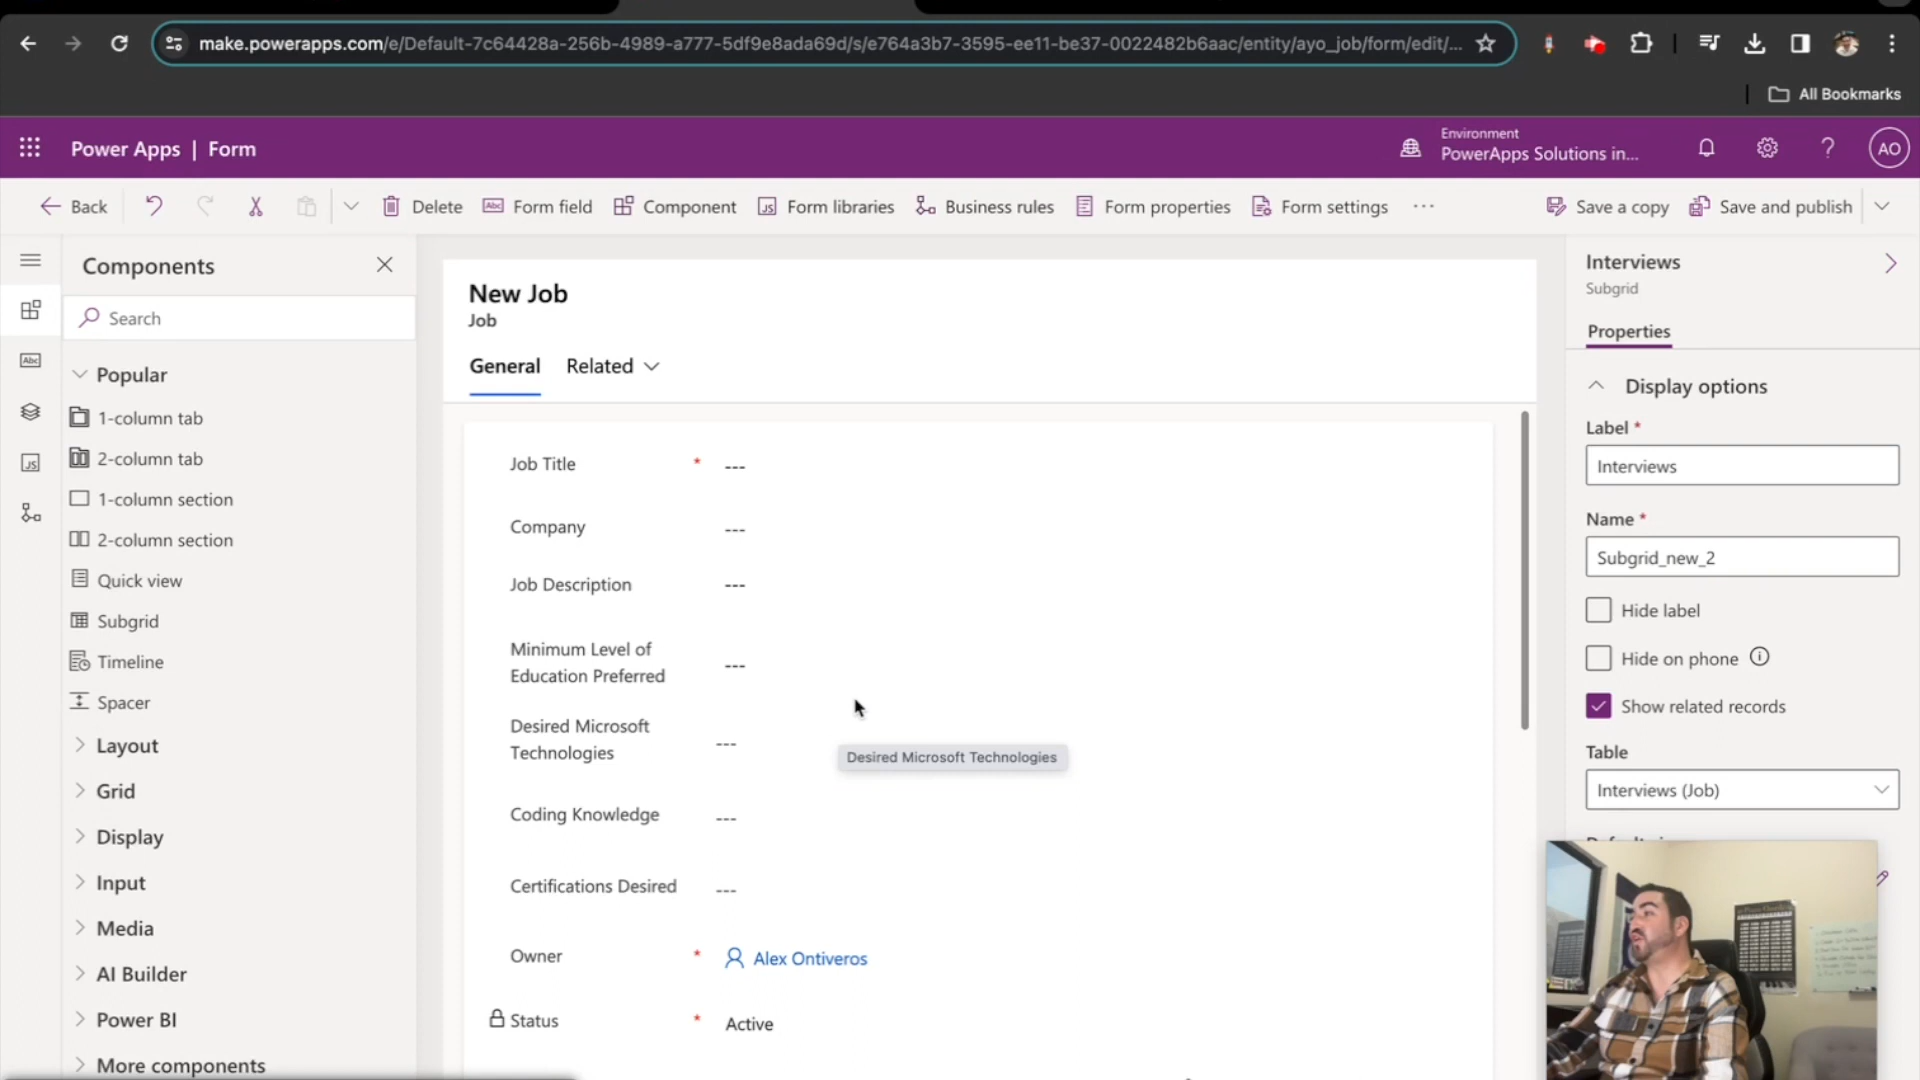 make.powerapps.com/e/Default-7c64428a-256b-4989-a777-5df9e8ada69d/s/e764a3b7-3595-ee11-be37-0022482b6aac/entity/ayo_job/form/edit/...
All Bookmarks
Power Apps | Form
Environment
PowerApps Solutions in...
AO
Back
Delete
Abc
Form field
Component
Form libraries
Business rules
Form properties
Form settings
Save a copy
Save and publish
Components
Search
Popular
1-column tab
2-column tab
1-column section
2-column section
Quick view
Subgrid
Timeline
Spacer
Layout
Grid
Display
Input
Media
AI Builder
Power BI
More components
Abc
JS
New Job
Job
General
Related
Job Title * ---
Company ---
Job Description ---
Minimum Level of
Education Preferred ---
Desired Microsoft
Technologies ---
Desired Microsoft Technologies
Coding Knowledge ---
Certifications Desired ---
Owner * Alex Ontiveros
Status * Active
Interviews
Subgrid
Properties
Display options
Label *
Interviews
Name *
Subgrid_new_2
Hide label
Hide on phone
Show related records
Table
Interviews (Job)